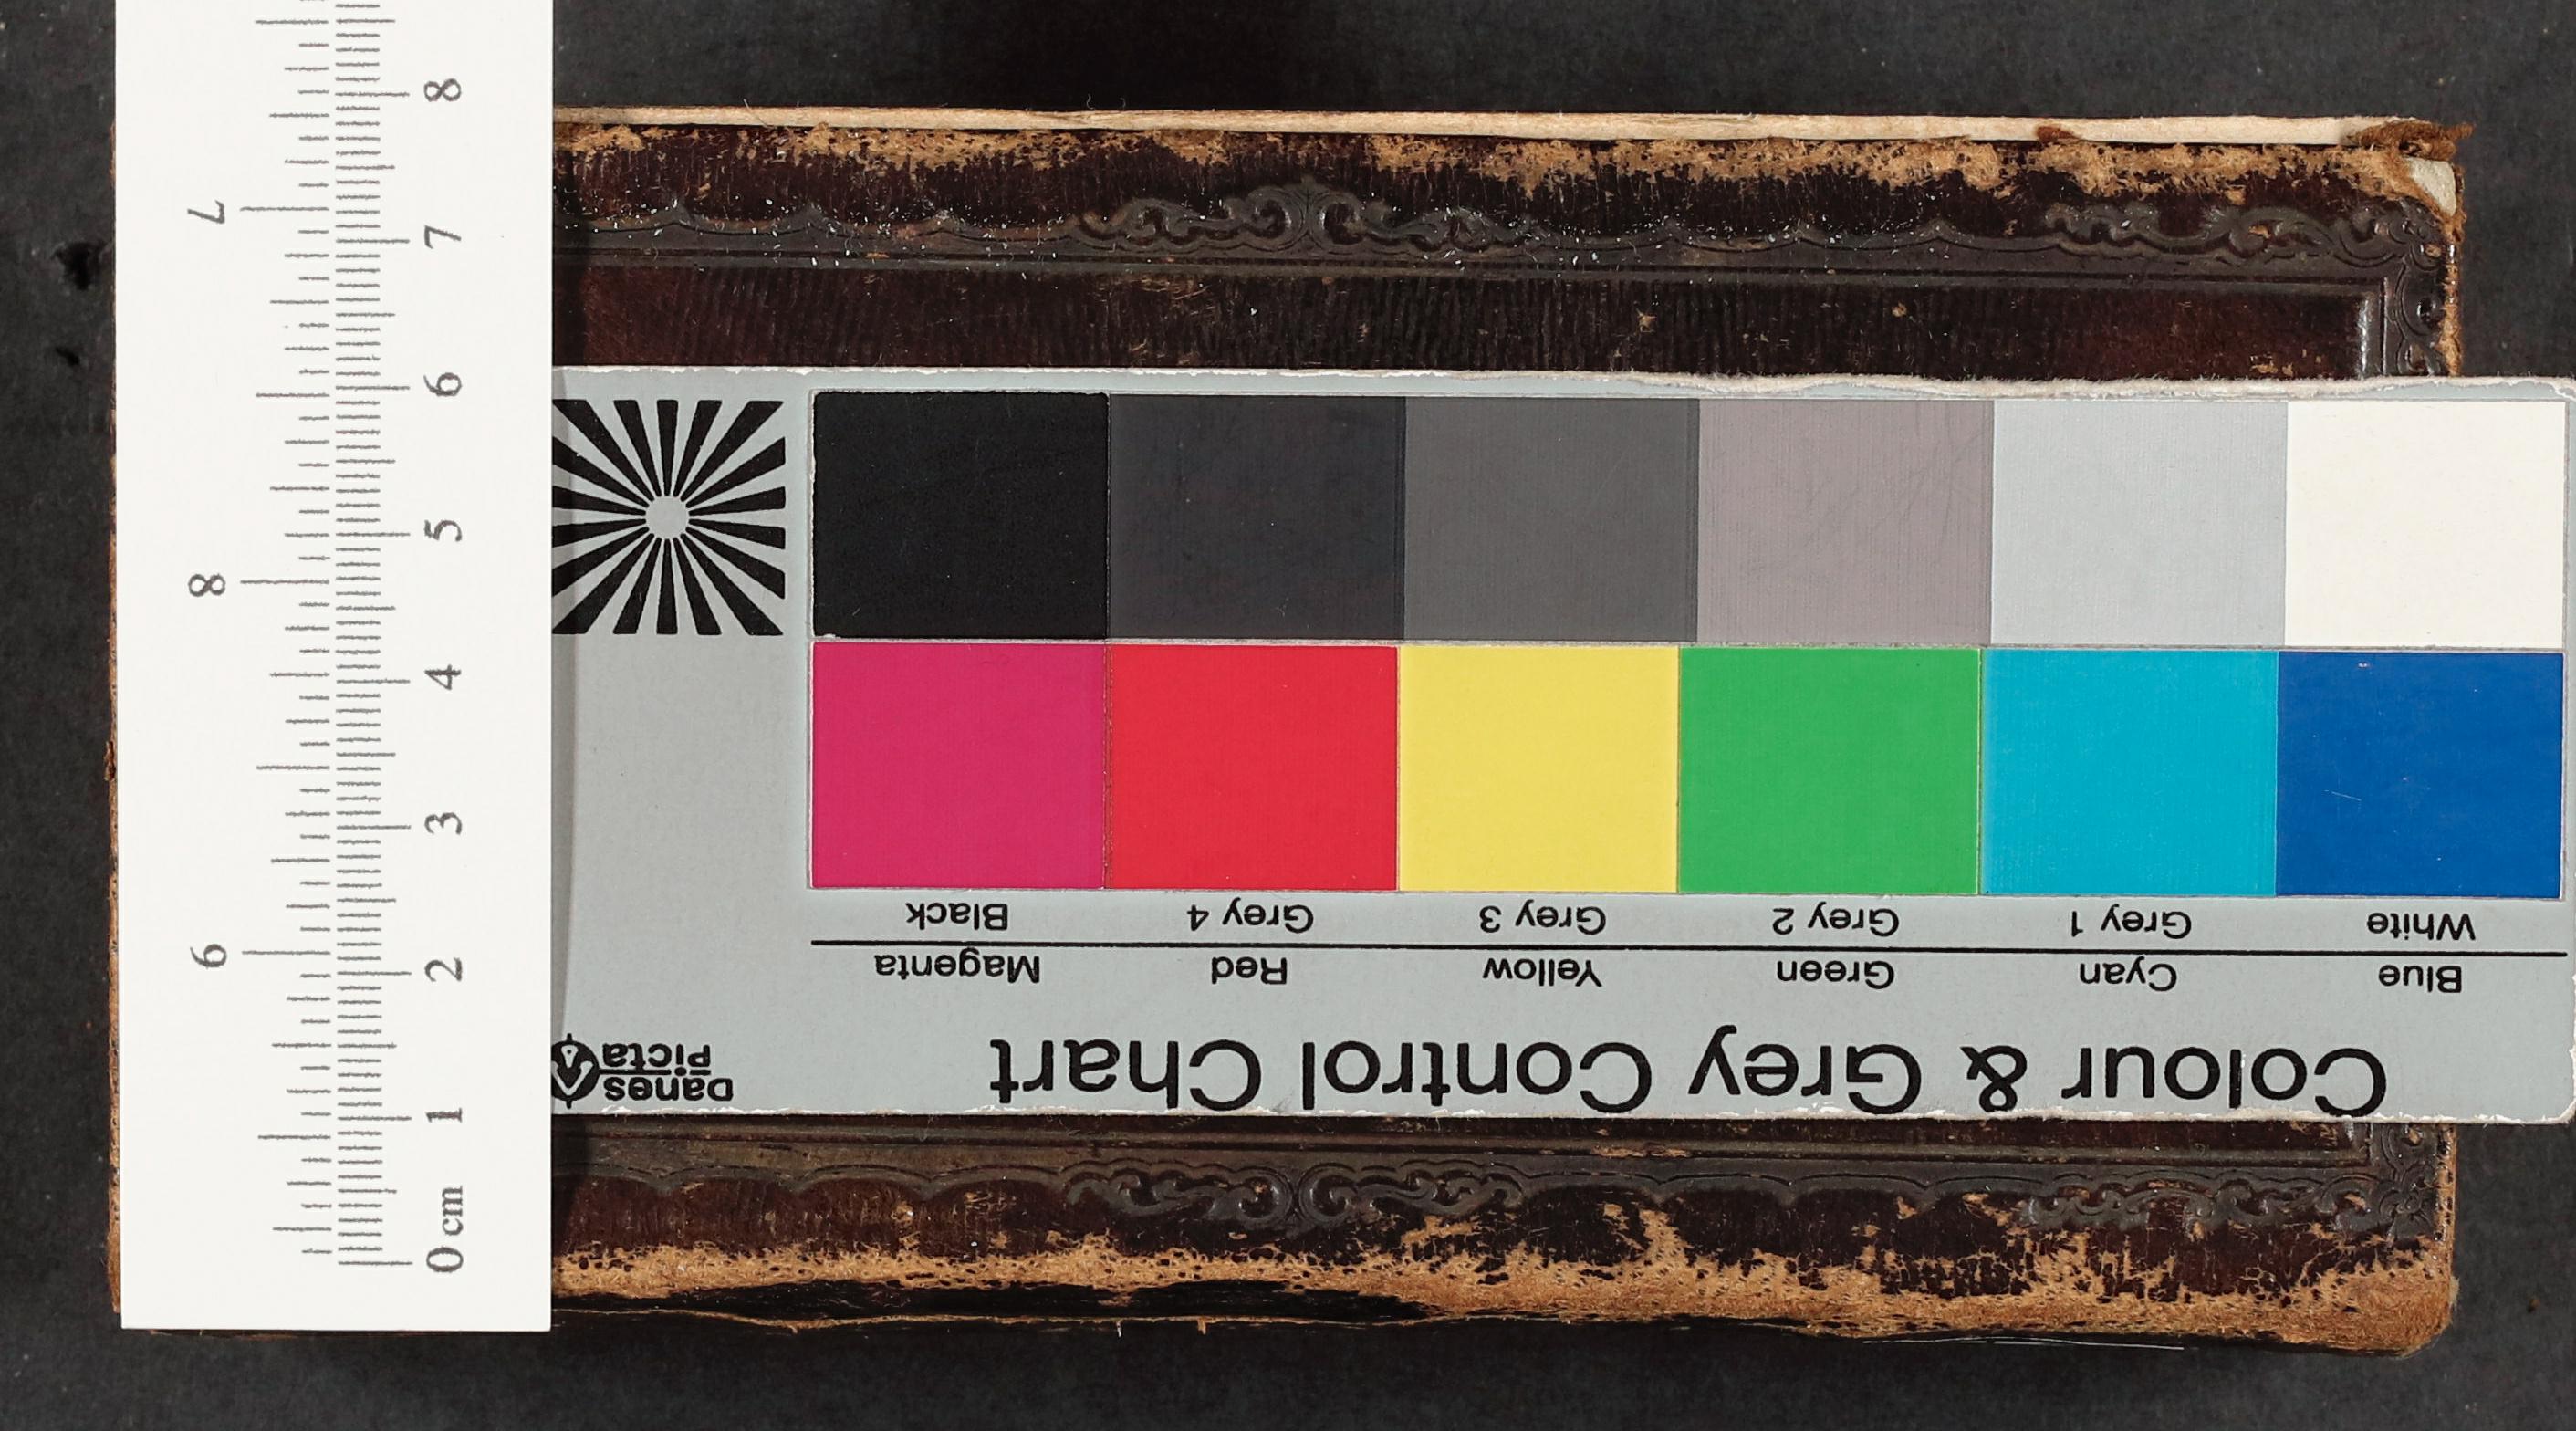 Colour & Grey Control Chart
Danes
Picta
Blue Cyan Green Yellow Red Magenta
White Grey 1 Grey 2 Grey 3 Grey 4 Black
0 cm 1 2 3 4 5 6 7 8
7 8 9